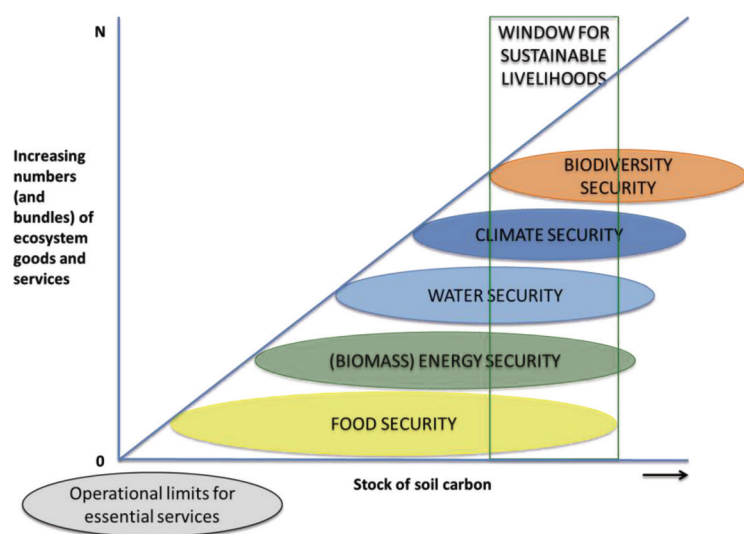 N
WINDOW FOR
SUSTAINABLE
LIVELIHOODS
Increasing
numbers
(and
bundles) of
ecosystem
goods and
services
BIODIVERSITY
SECURITY
CLIMATE SECURITY
WATER SECURITY
(BIOMASS) ENERGY SECURITY
FOOD SECURITY
0
Stock of soil carbon
Operational limits for
essential services